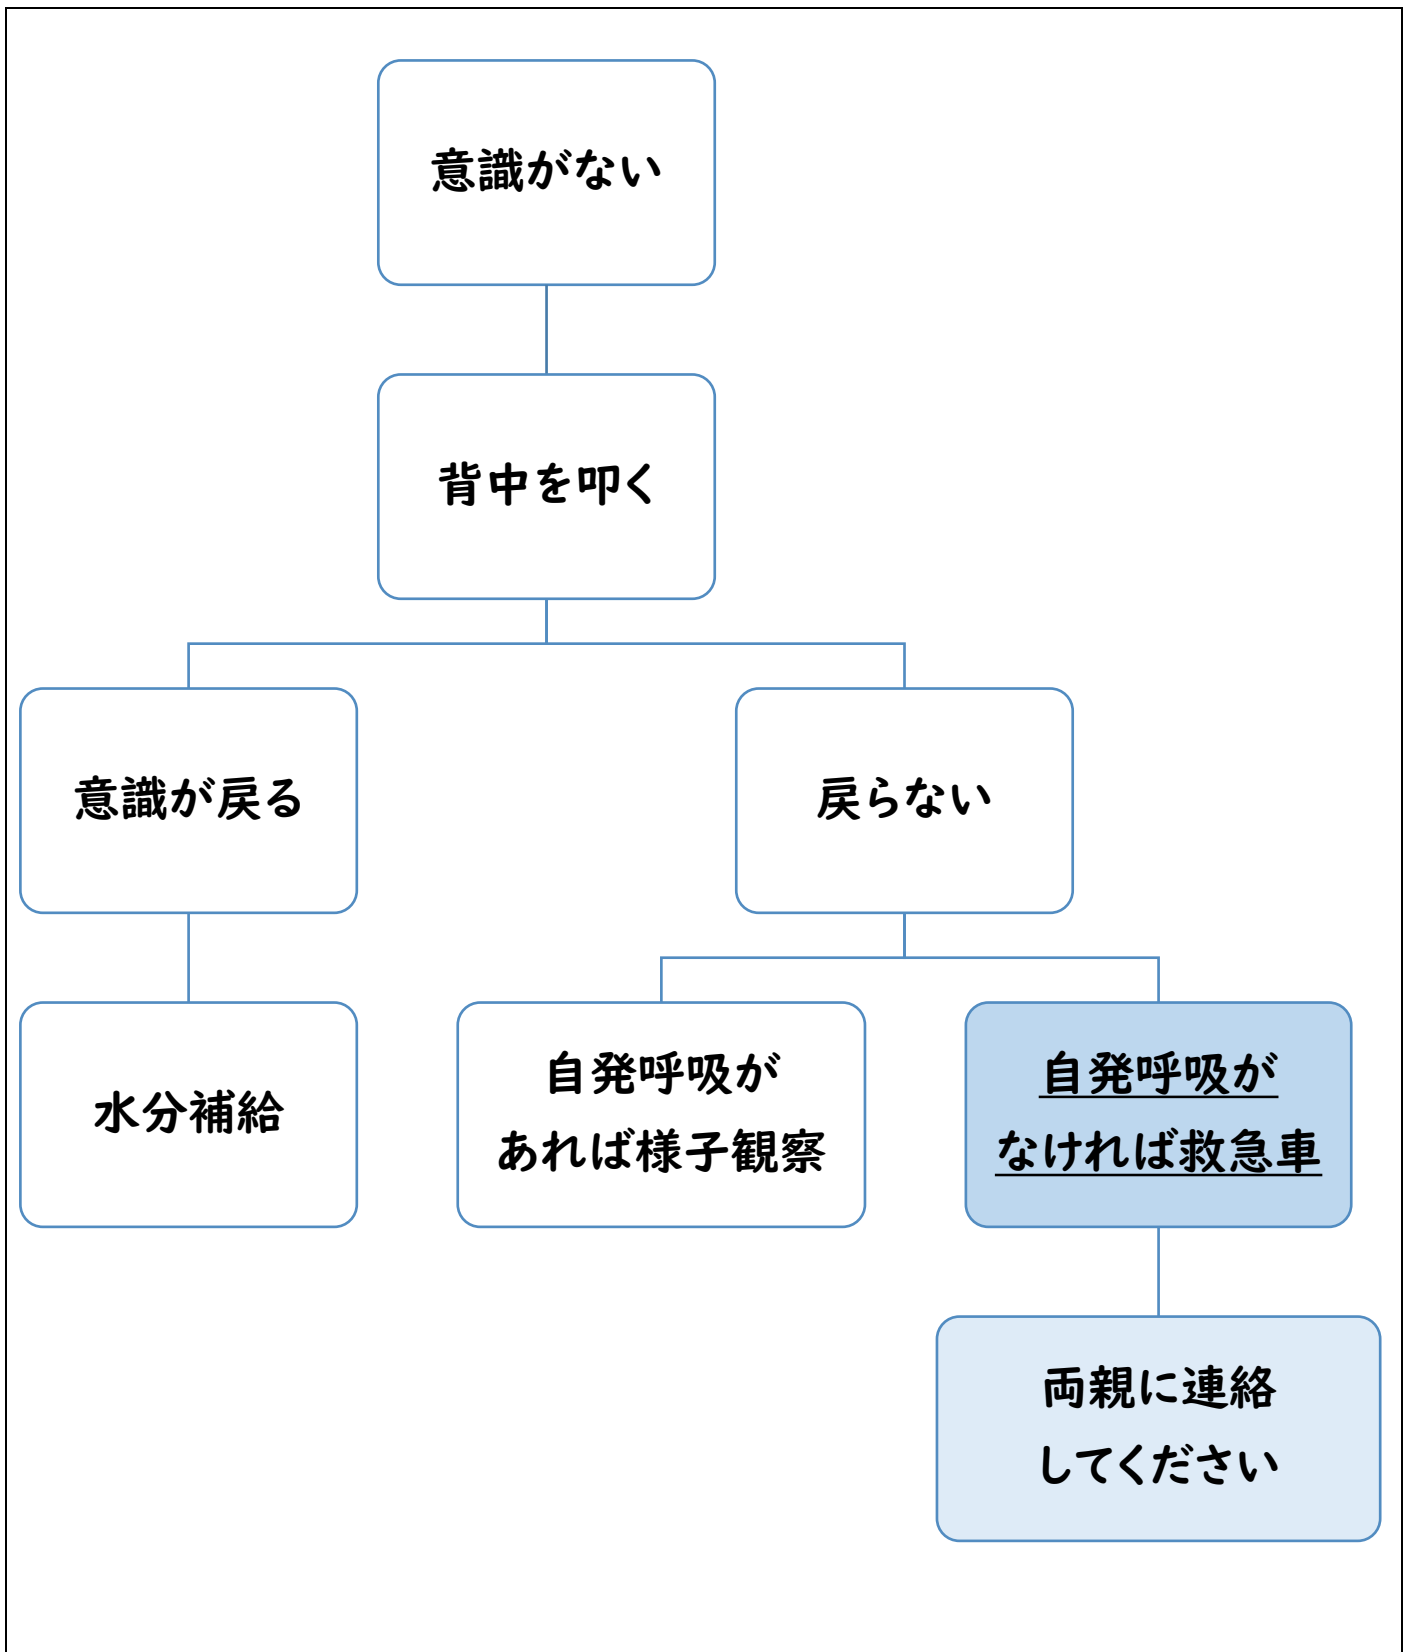 意識がない
背中を叩く
意識が戻る
戻らない
水分補給
自発呼吸が
あれば様子観察
自発呼吸が
なければ救急車
両親に連絡
してください